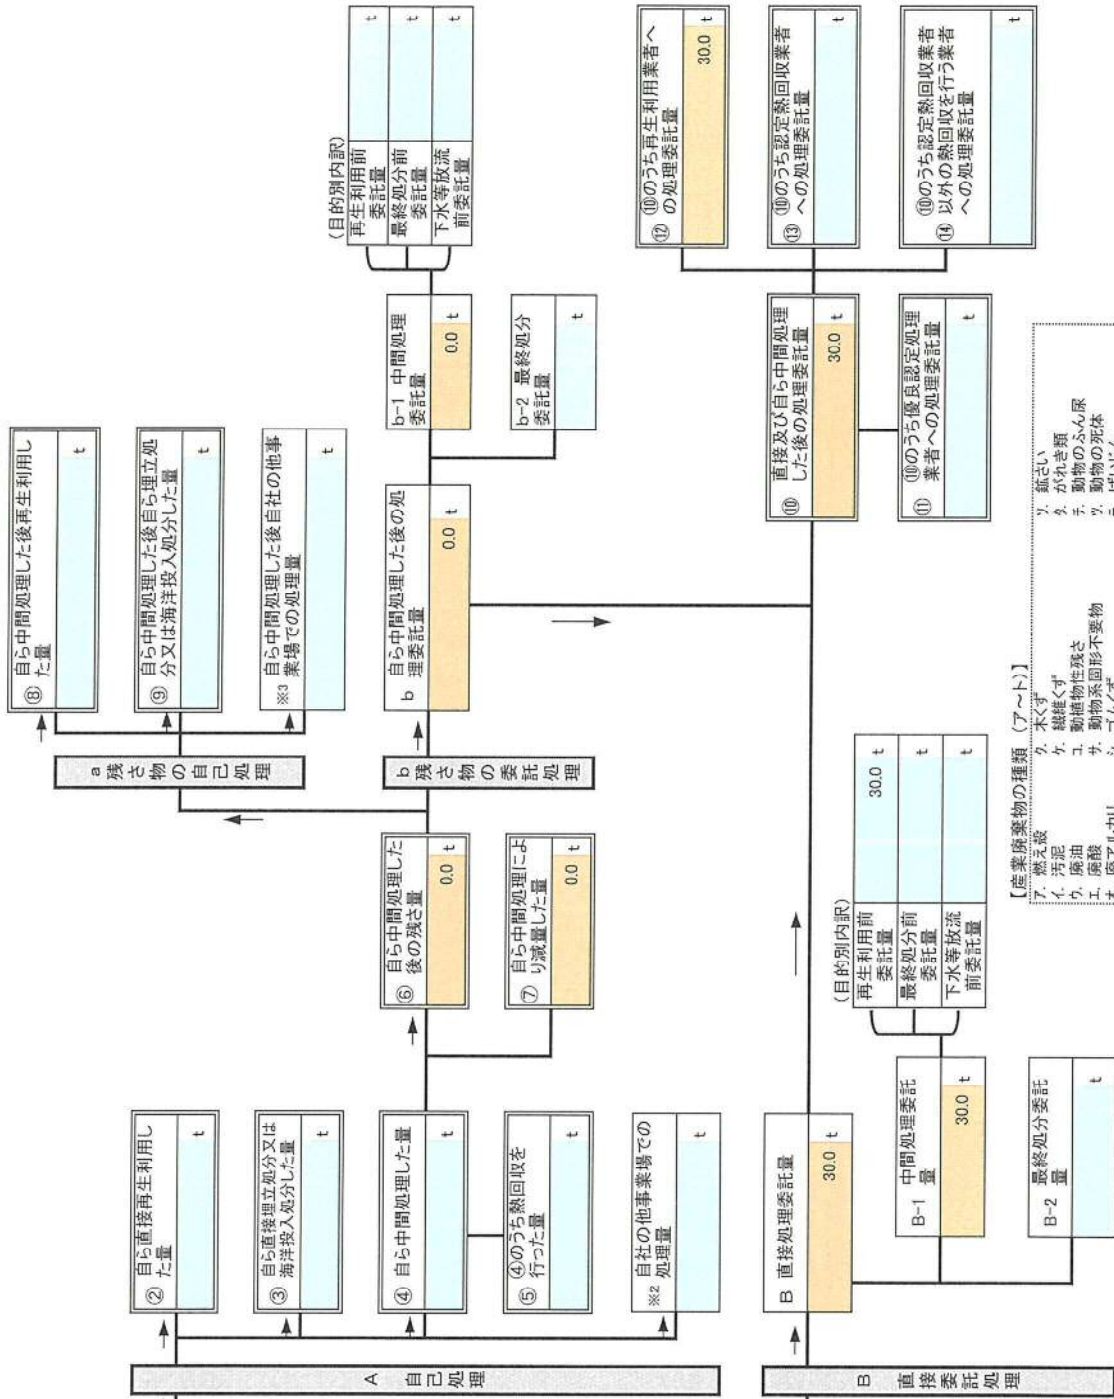 A 自己処理
② 自ら直接再生利用し
た量
t
③ 自ら直接埋立処分又は
海洋投入処分した量
t
④ 自ら中間処理した量
t
⑤ ④のうち熱回収を
行った量
t
※2 自社の他事業場での
処理量
t
⑥ 自ら中間処理した
後の残さ量
0.0 t
⑦ 自ら中間処理によ
り減量した量
0.0 t
a 残さ物の自己処理
⑧ 自ら中間処理した後再生利用し
た量
t
⑨ 自ら中間処理した後自ら埋立処
分又は海洋投入処分した量
t
※3 自ら中間処理した後自社の他事
業場での処理量
t
b 残さ物の委託処理
b 自ら中間処理した後の処
理委託量
0.0 t
b-1 中間処理
委託量
0.0 t
b-2 最終処分
委託量
t
(目的別内訳)
再生利用前
委託量
t
最終処分前
委託量
t
下水等放流
前委託量
t
B 直接委託処理
B 直接処理委託量
30.0 t
B-1 中間処理委託
量
30.0 t
B-2 最終処分委託
量
t
(目的別内訳)
再生利用前
委託量
30.0 t
最終処分前
委託量
t
下水等放流
前委託量
t
⑩ 直接及び自ら中間処理
した後の処理委託量
30.0 t
⑪ ⑩のうち優良認定処理
業者への処理委託量
t
⑫ ⑩のうち再生利用業者へ
の処理委託量
30.0 t
⑬ ⑩のうち認定熱回収業者
への処理委託量
t
⑭ ⑩のうち認定熱回収業者
以外の熱回収を行う業者
への処理委託量
t
【産業廃棄物の種類 (ア～ト)】
ア. 燃え殻
イ. 汚泥
ウ. 廃油
エ. 廃酸
オ. 廃アルカリ
ク. 木くず
ケ. 繊維くず
コ. 動植物性残さ
サ. 動物系固形不要物
シ. ゴムくず
ソ. 鉱さい
タ. がれき類
チ. 動物のふん尿
ツ. 動物の死体
テ. ばいじん